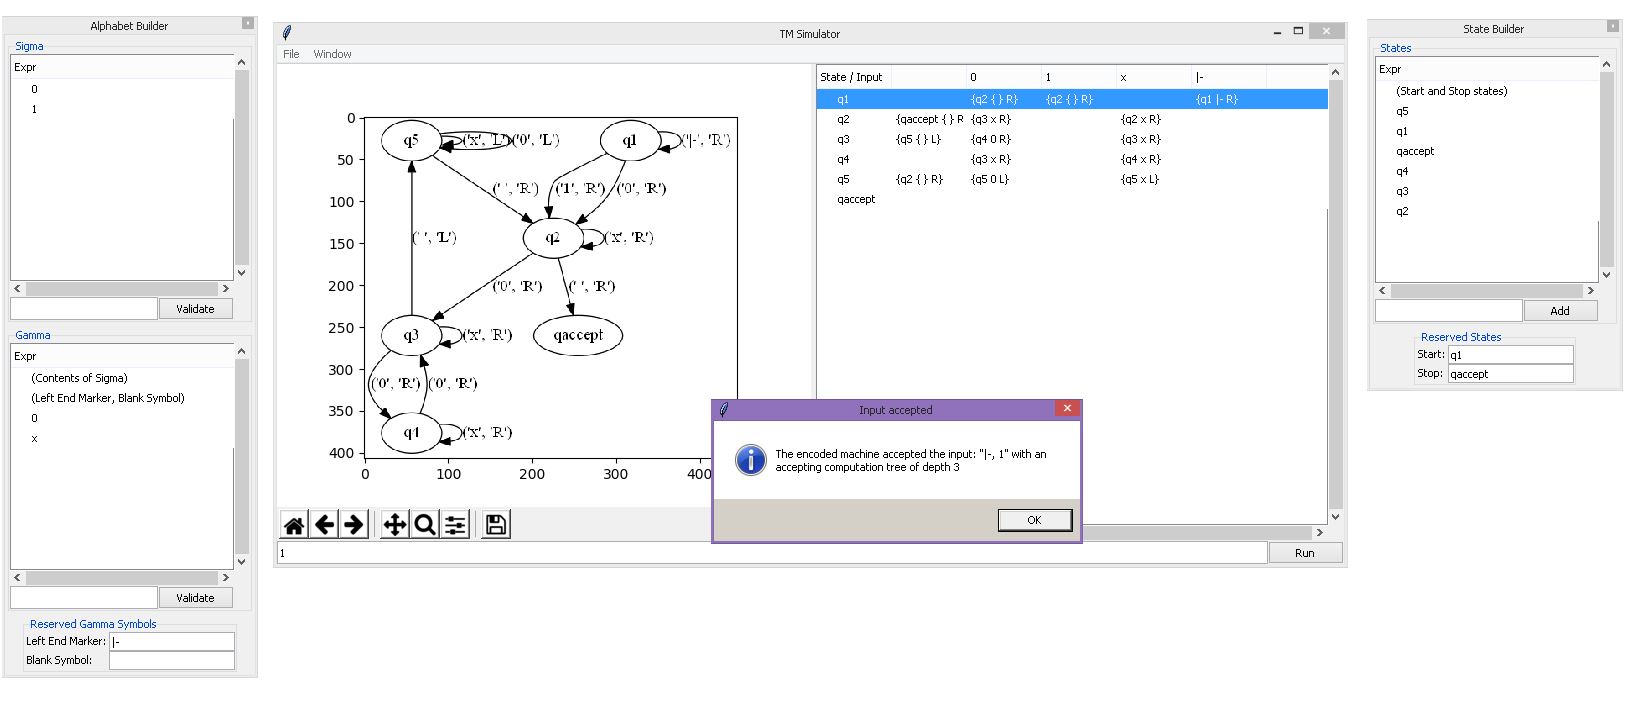 Alphabet Builder
Sigma
Expr
0
1
Validate
Gamma
Expr
(Contents of Sigma)
(Left End Marker, Blank Symbol)
0
x
Validate
Reserved Gamma Symbols
Left End Marker: |-
Blank Symbol:
TM Simulator
File Window
0
50
100
150
200
250
300
350
400
0 100 200 300 400
q5
('x', 'L') ('0', 'L')
q1
('|-', 'R')
(' ', 'R')
('1', 'R')
('0', 'R')
(' ', 'L')
q2
('x', 'R')
('0', 'R')
(' ', 'R')
q3
('x', 'R')
qaccept
('0', 'R')
('0', 'R')
q4
('x', 'R')
State / Input 0 1 x |-
q1 {q2 { } R} {q2 { } R} {q1 |- R}
q2 {qaccept { } R {q3 x R} {q2 x R}
q3 {q5 { } L} {q4 0 R} {q3 x R}
q4 {q3 x R} {q4 x R}
q5 {q2 { } R} {q5 0 L} {q5 x L}
qaccept
Input accepted
The encoded machine accepted the input: "|-, 1" with an
accepting computation tree of depth 3
OK
1
Run
State Builder
States
Expr
(Start and Stop states)
q5
q1
qaccept
q4
q3
q2
Add
Reserved States
Start: q1
Stop: qaccept